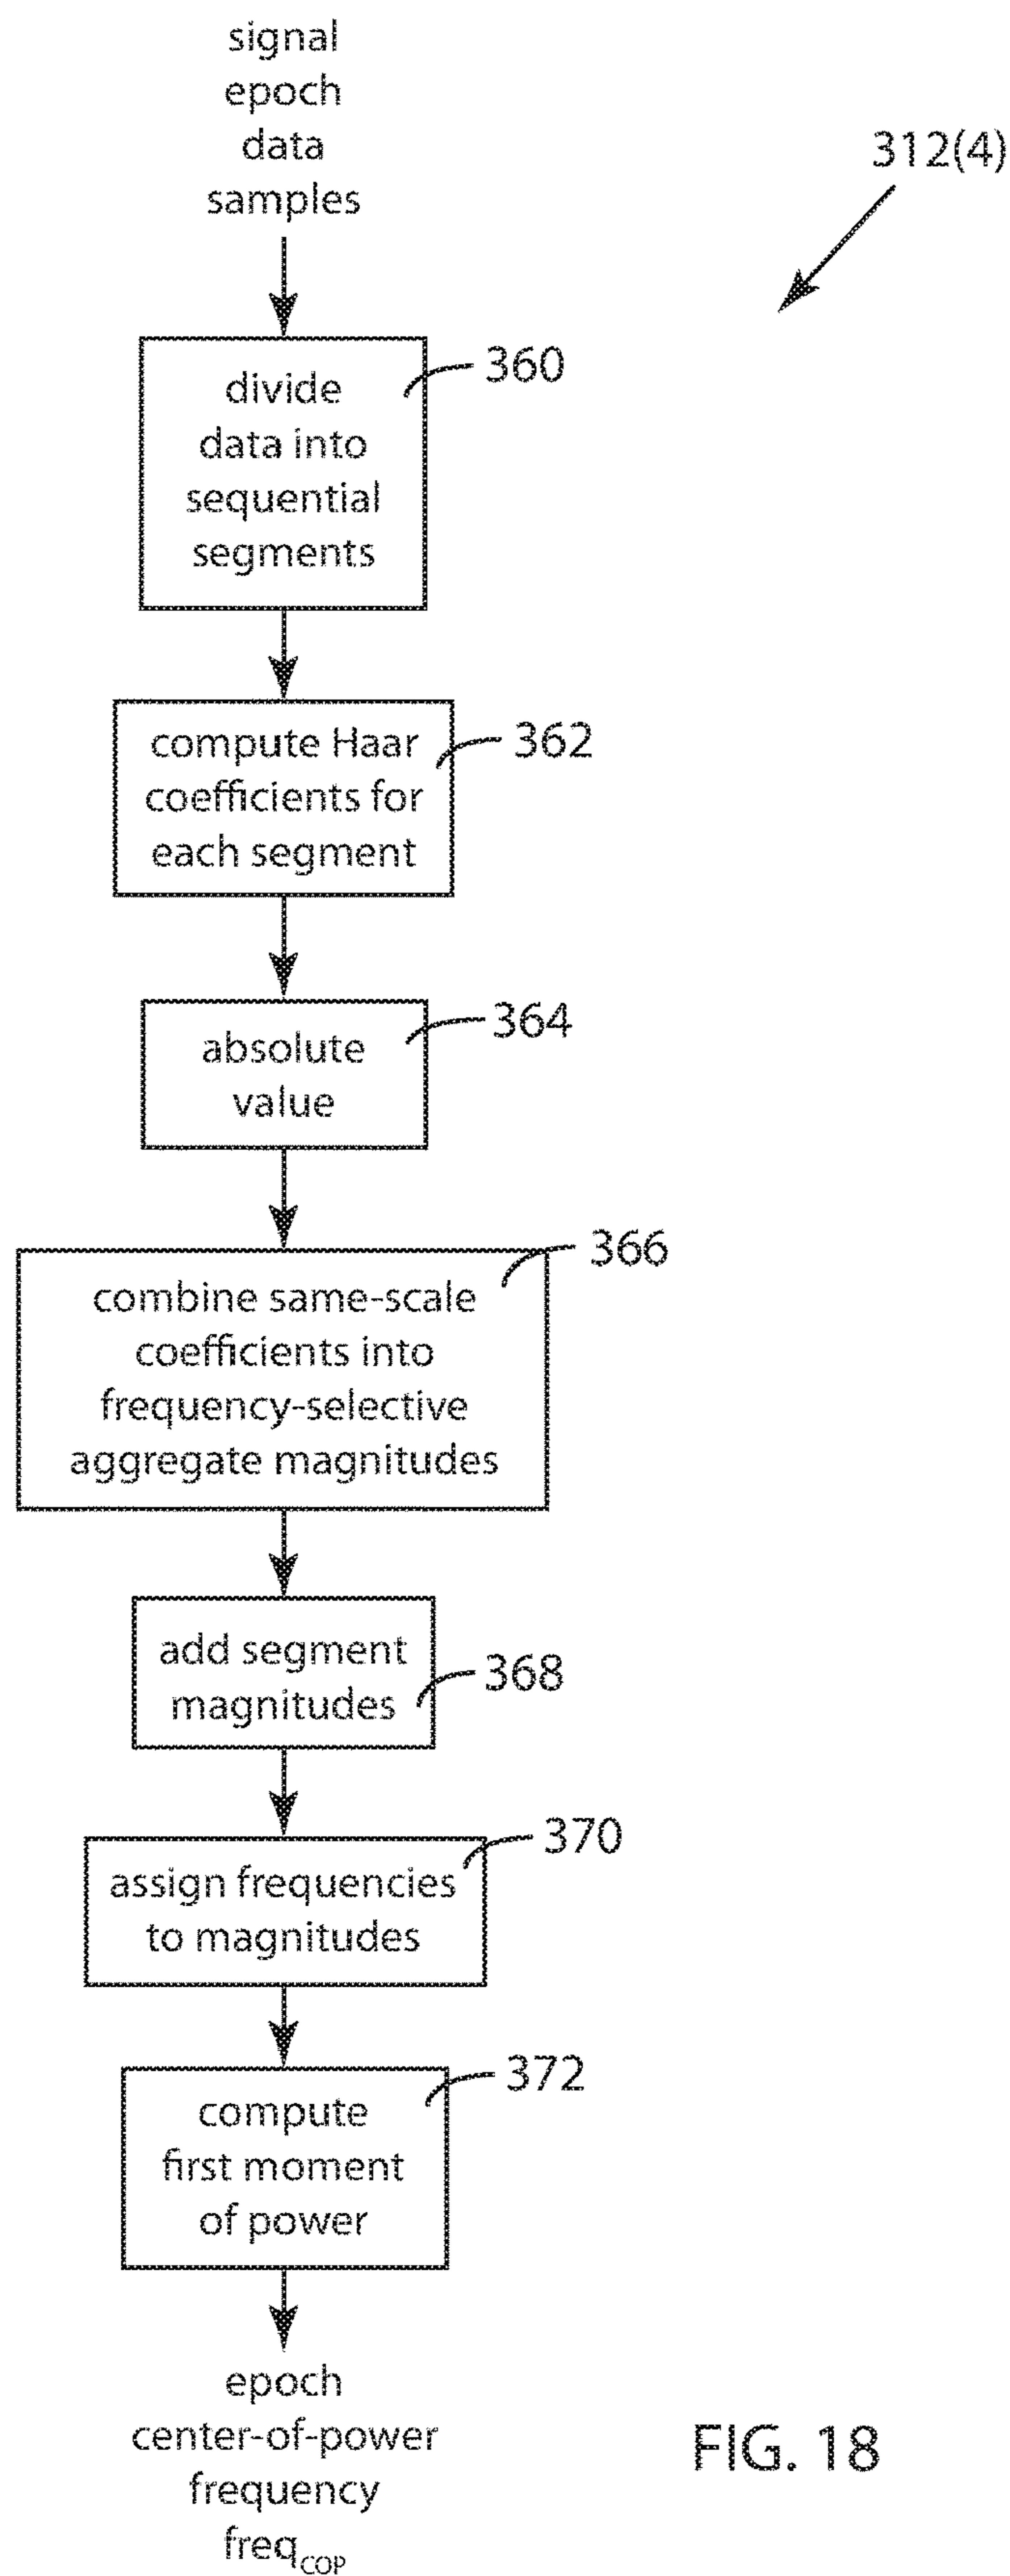 signal
epoch
data
samples
312(4)
divide
data into
sequential
segments
360
compute Haar
coefficients for
each segment
362
absolute
value
364
combine same-scale
coefficients into
frequency-selective
aggregate magnitudes
366
add segment
magnitudes
368
assign frequencies
to magnitudes
370
compute
first moment
of power
372
epoch
center-of-power
frequency
freqCOP
FIG. 18